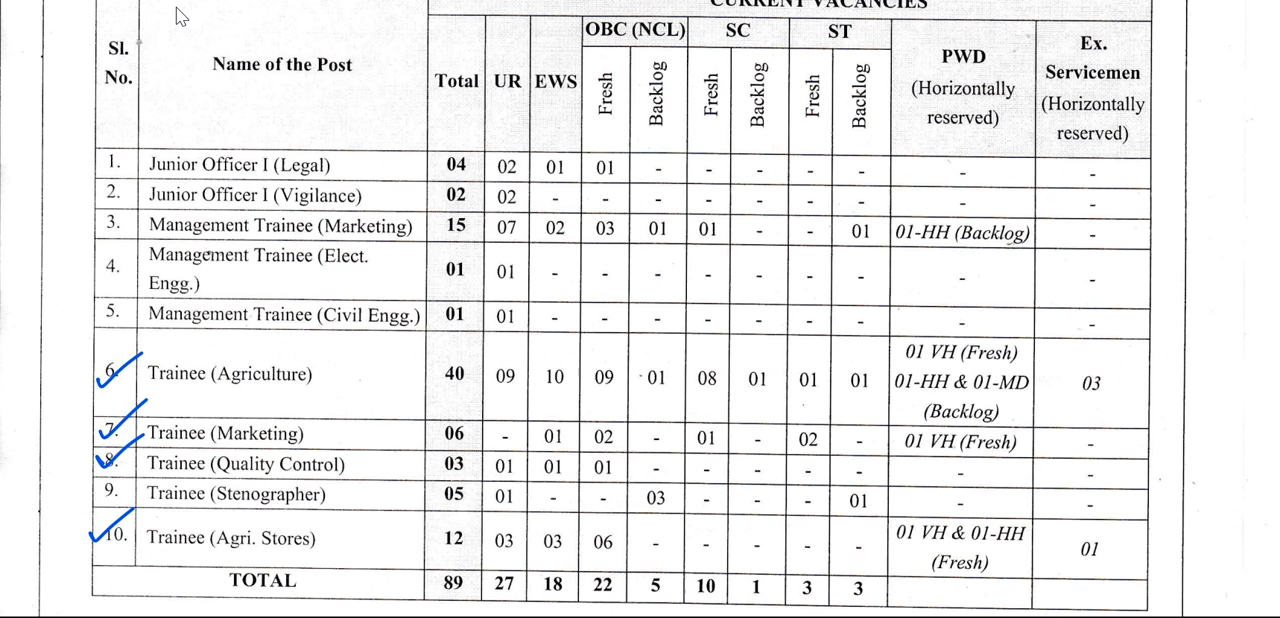 CURRENT VACANCIES
Sl. No. Name of the Post Total UR EWS OBC (NCL) SC ST PWD (Horizontally reserved) Ex. Servicemen (Horizontally reserved)
Fresh Backlog Fresh Backlog Fresh Backlog
1. Junior Officer I (Legal) 04 02 01 01 - - - - - - -
2. Junior Officer I (Vigilance) 02 02 - - - - - - - - -
3. Management Trainee (Marketing) 15 07 02 03 01 01 - - 01 01-HH (Backlog) -
4. Management Trainee (Elect. Engg.) 01 01 - - - - - - - - -
5. Management Trainee (Civil Engg.) 01 01 - - - - - - - - -
6. Trainee (Agriculture) 40 09 10 09 01 08 01 01 01 01 VH (Fresh) 01-HH & 01-MD (Backlog) 03
7. Trainee (Marketing) 06 - 01 02 - 01 - 02 - 01 VH (Fresh) -
8. Trainee (Quality Control) 03 01 01 01 - - - - - - -
9. Trainee (Stenographer) 05 01 - - 03 - - - 01 - -
10. Trainee (Agri. Stores) 12 03 03 06 - - - - - 01 VH & 01-HH (Fresh) 01
TOTAL 89 27 18 22 5 10 1 3 3